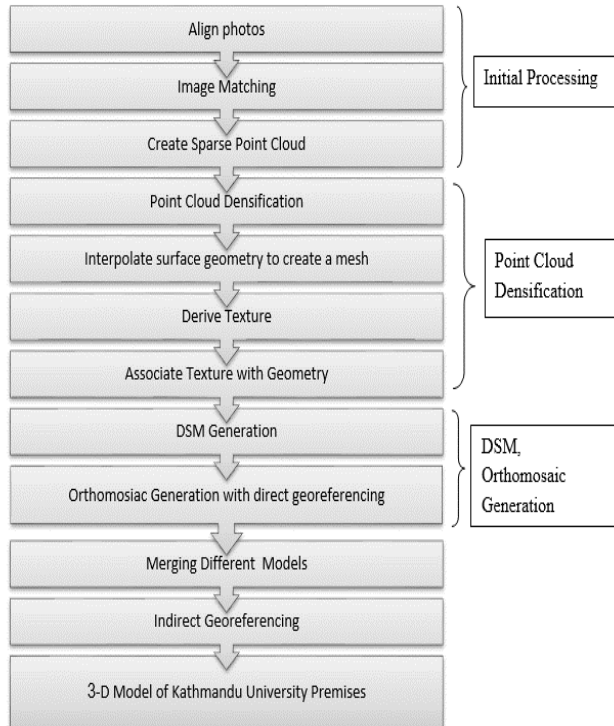 Align photos
Image Matching
Create Sparse Point Cloud
Initial Processing
Point Cloud Densification
Interpolate surface geometry to create a mesh
Derive Texture
Associate Texture with Geometry
Point Cloud
Densification
DSM Generation
Orthomosiac Generation with direct georeferencing
DSM,
Orthomosaic
Generation
Merging Different Models
Indirect Georeferencing
3-D Model of Kathmandu University Premises